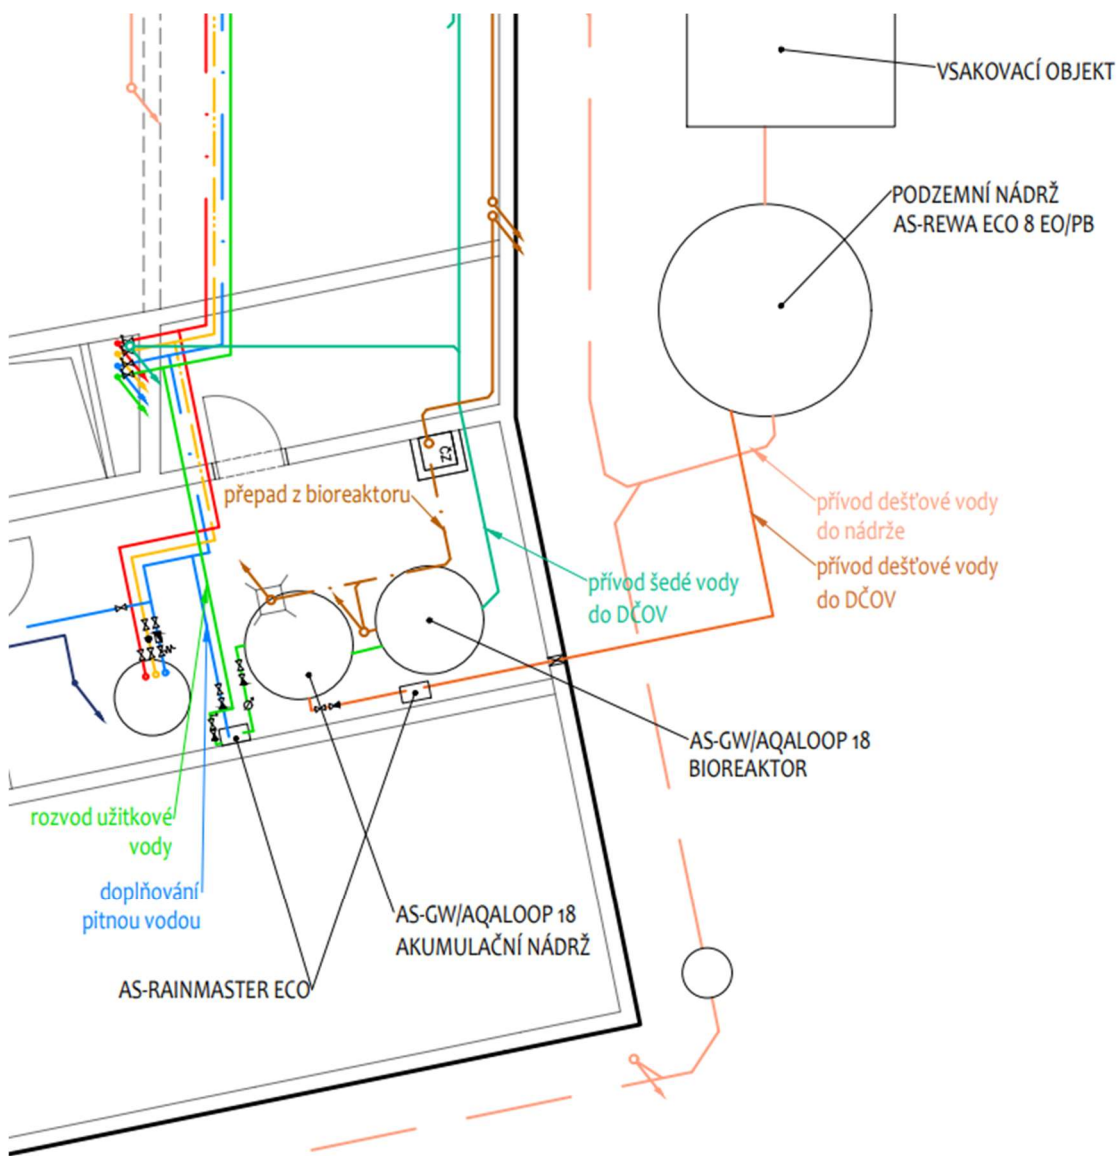 VSAKOVACÍ OBJEKT
PODZEMNÍ NÁDRŽ
AS-REWA ECO 8 EO/PB
ČZ
přepad z bioreaktoru
přívod dešťové vody
do nádrže
přívod šedé vody
do DČOV
přívod dešťové vody
do DČOV
AS-GW/AQALOOP 18
BIOREAKTOR
rozvod užitkové
vody
doplňování
pitnou vodou
AS-GW/AQALOOP 18
AKUMULAČNÍ NÁDRŽ
AS-RAINMASTER ECO